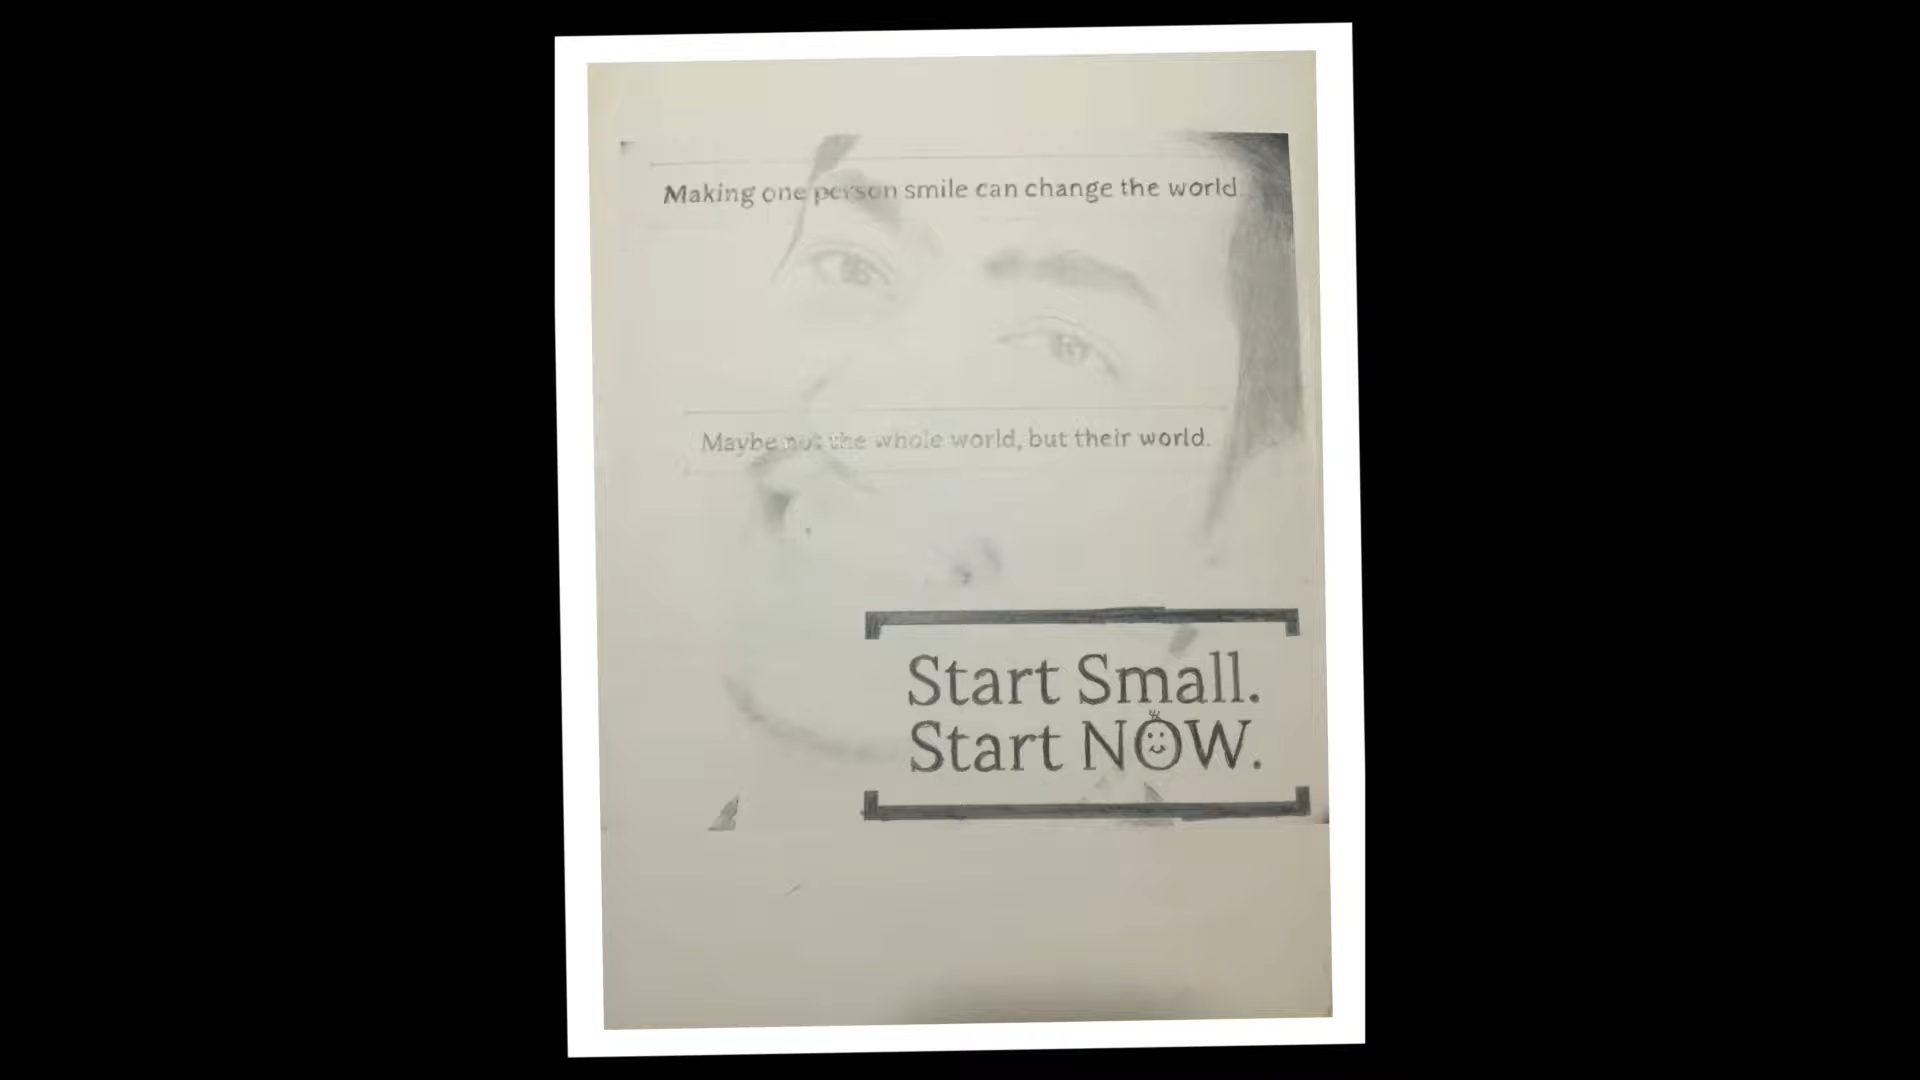 Making one person smile can change the world.
Maybe not the whole world, but their world.
Start Small.
Start NOW.